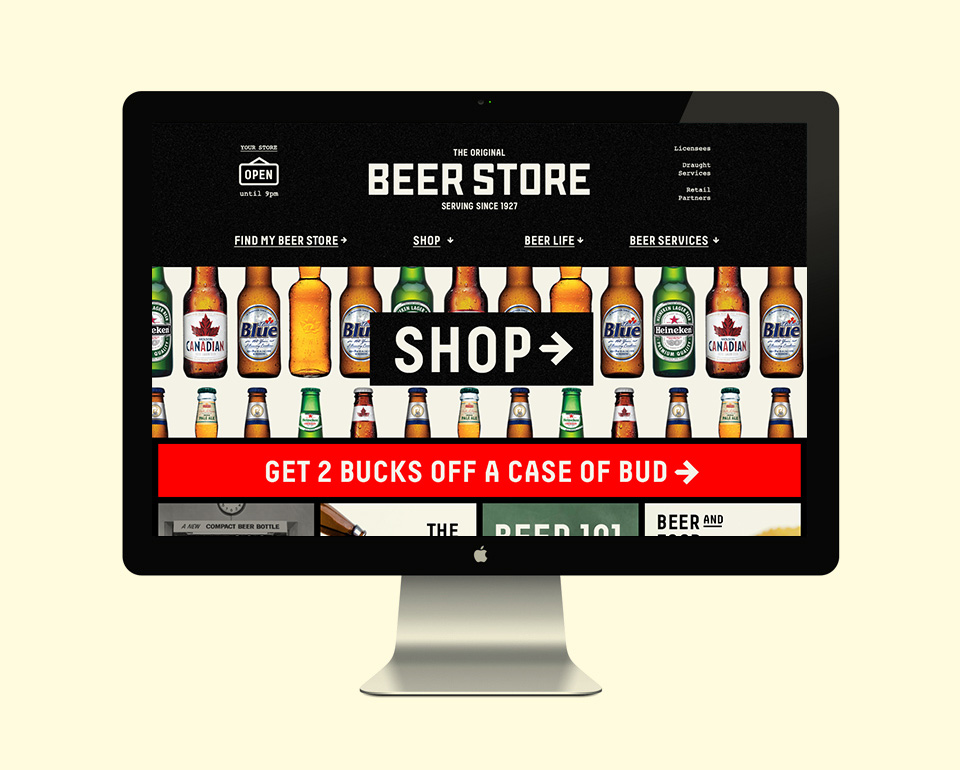 YOUR STORE
OPEN
until 9pm
THE ORIGINAL
BEER STORE
SERVING SINCE 1927
Licensees
Draught
Services
Retail
Partners
FIND MY BEER STORE →
SHOP ↓
BEER LIFE ↓
BEER SERVICES ↓
Heineken
CANADIAN
Blue
Blue
Blue
Heineken
CANADIAN
Blue
SHOP →
GET 2 BUCKS OFF A CASE OF BUD →
A NEW COMPACT BEER BOTTLE
THE
BEER 101
BEER AND
FOOD